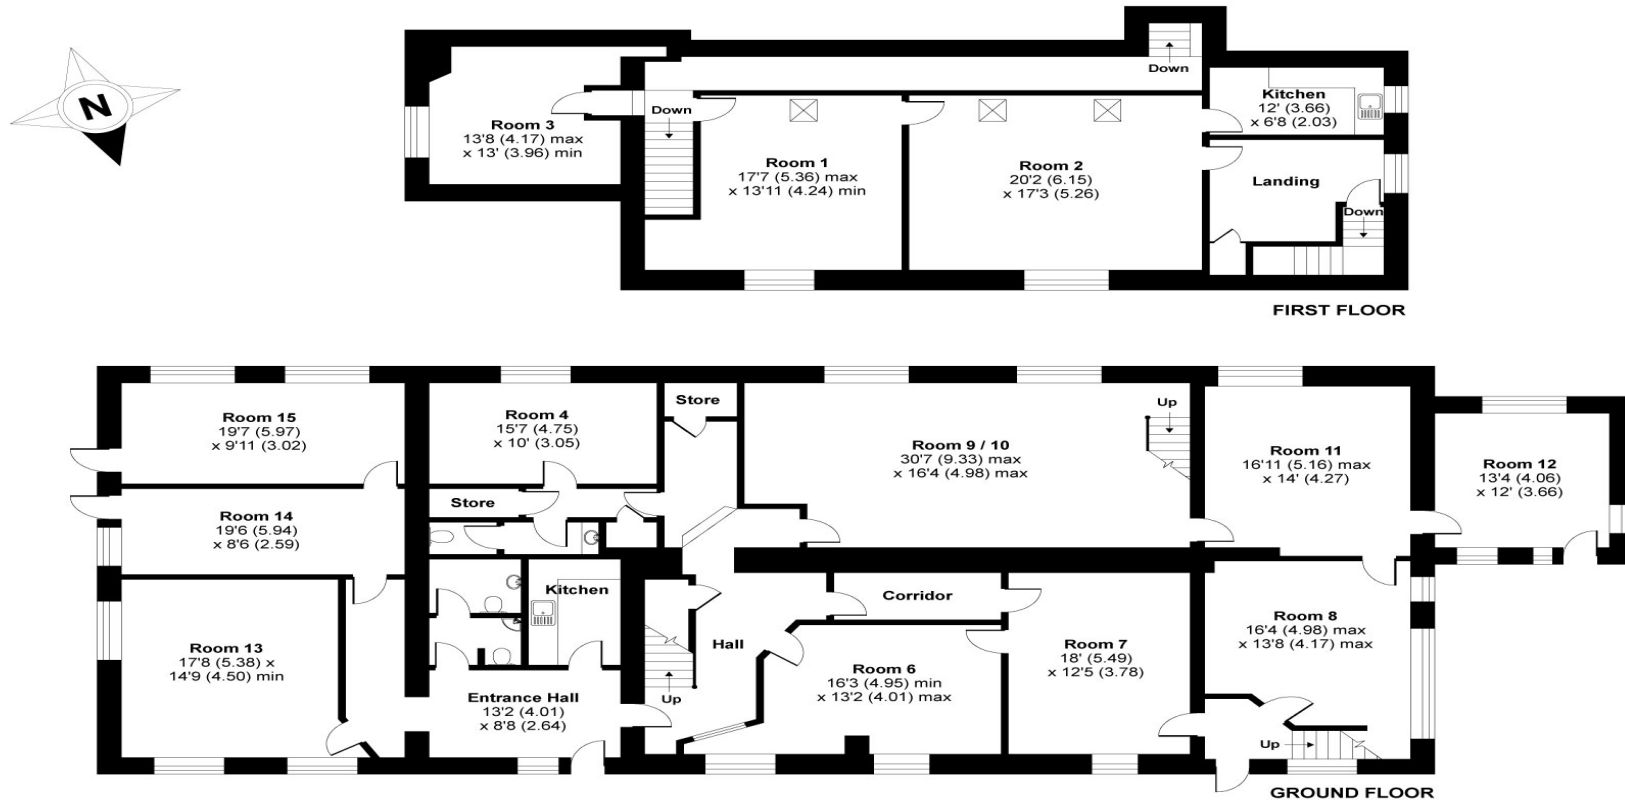 N
Down
Kitchen
12' (3.66)
x 6'8 (2.03)
Down
Room 3
13'8 (4.17) max
x 13' (3.96) min
Room 1
17'7 (5.36) max
x 13'11 (4.24) min
Room 2
20'2 (6.15)
x 17'3 (5.26)
Landing
Down
FIRST FLOOR
Room 15
19'7 (5.97)
x 9'11 (3.02)
Room 4
15'7 (4.75)
x 10' (3.05)
Store
Room 9 / 10
30'7 (9.33) max
x 16'4 (4.98) max
Up
Room 11
16'11 (5.16) max
x 14' (4.27)
Room 12
13'4 (4.06)
x 12' (3.66)
Store
Room 14
19'6 (5.94)
x 8'6 (2.59)
Kitchen
Corridor
Room 13
17'8 (5.38) x
14'9 (4.50) min
Hall
Room 6
16'3 (4.95) min
x 13'2 (4.01) max
Room 7
18' (5.49)
x 12'5 (3.78)
Room 8
16'4 (4.98) max
x 13'8 (4.17) max
Entrance Hall
13'2 (4.01)
x 8'8 (2.64)
Up
Up
GROUND FLOOR